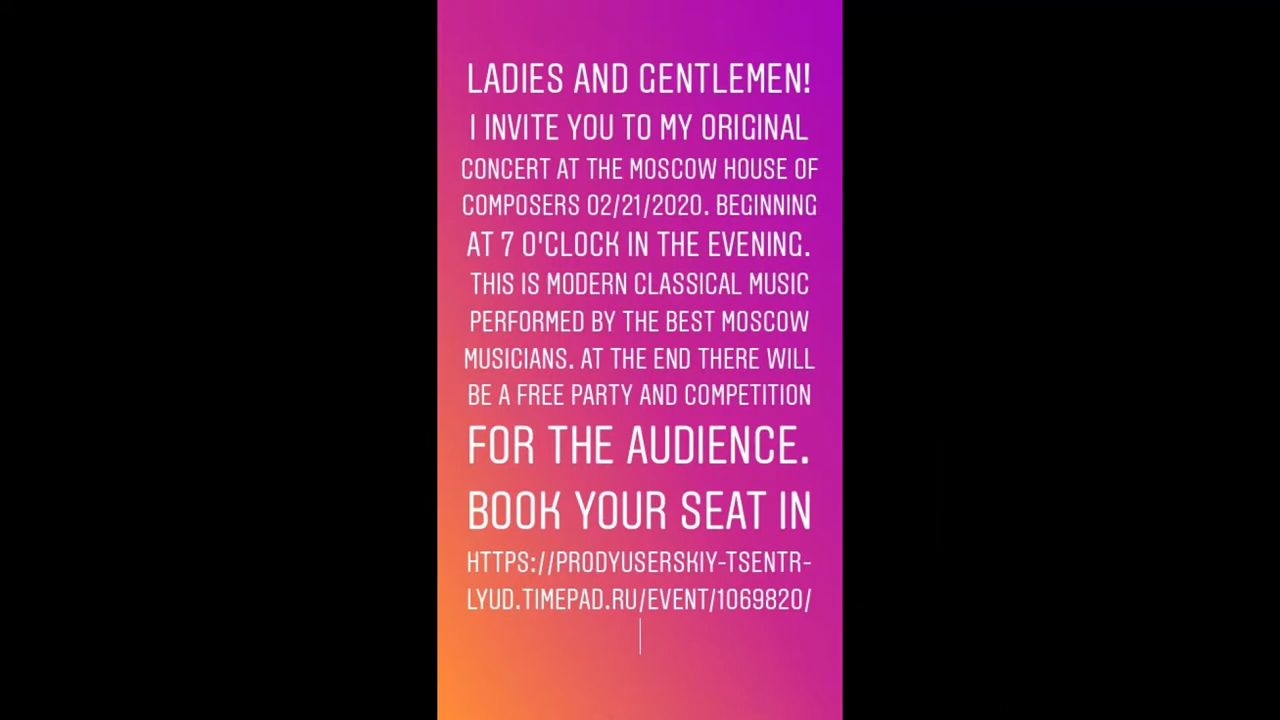 LADIES AND GENTLEMEN!
I INVITE YOU TO MY ORIGINAL
CONCERT AT THE MOSCOW HOUSE OF
COMPOSERS 02/21/2020. BEGINNING
AT 7 O'CLOCK IN THE EVENING.
THIS IS MODERN CLASSICAL MUSIC
PERFORMED BY THE BEST MOSCOW
MUSICIANS. AT THE END THERE WILL
BE A FREE PARTY AND COMPETITION
FOR THE AUDIENCE.
BOOK YOUR SEAT IN
HTTPS://PRODYUSERSKIY-TSENTR-
LYUD.TIMEPAD.RU/EVENT/1069820/